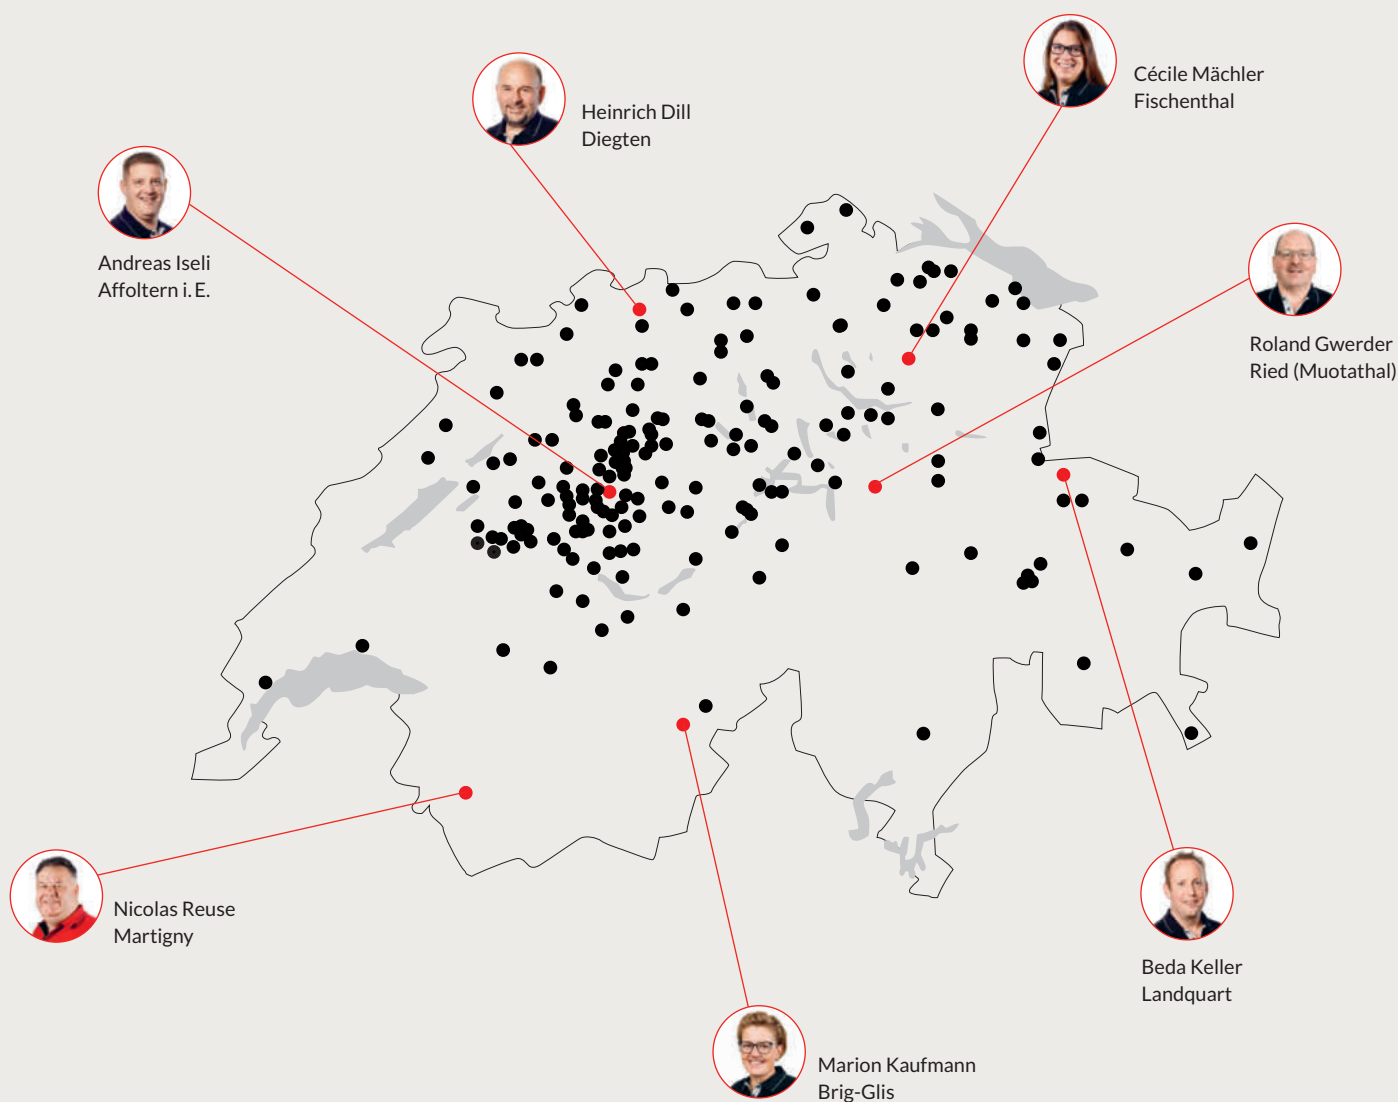 Cécile Mächler
Fischenthal
Heinrich Dill
Diegten
Andreas Iseli
Affoltern i. E.
Roland Gwerder
Ried (Muotathal)
Nicolas Reuse
Martigny
Beda Keller
Landquart
Marion Kaufmann
Brig-Glis